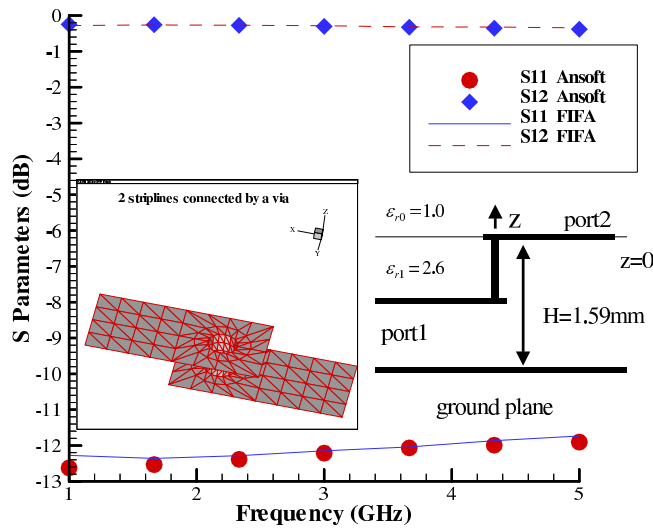 0
-1
-2
-3
-4
-5
-6
-7
-8
-9
-10
-11
-12
-13
S Parameters (dB)
1
2
3
4
5
Frequency (GHz)
S11 Ansoft
S12 Ansoft
S11 FIFA
S12 FIFA
2 striplines connected by a via
X
Z
Y
εr0 = 1.0
Z
port2
z=0
εr1 = 2.6
port1
H=1.59mm
ground plane